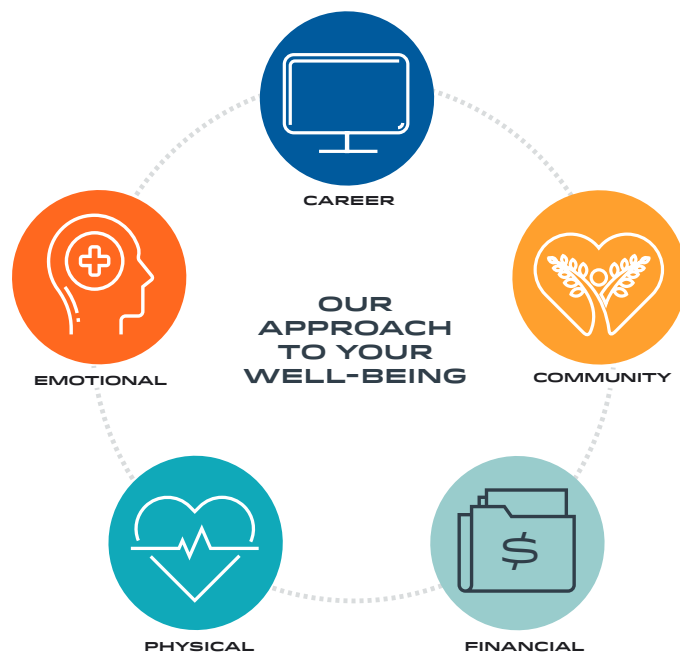 CAREER
EMOTIONAL
OUR
APPROACH
TO YOUR
WELL-BEING
COMMUNITY
$
PHYSICAL
FINANCIAL